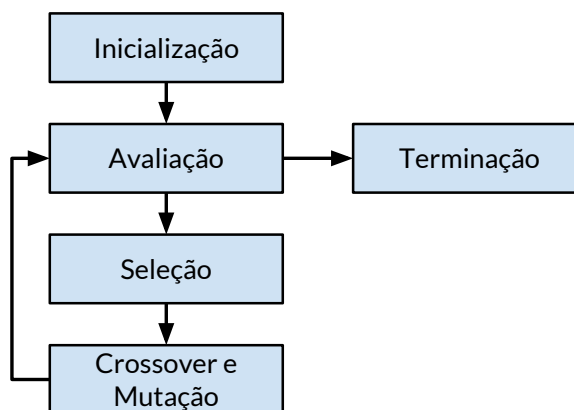 Inicialização
Avaliação
Terminação
Seleção
Crossover e
Mutação